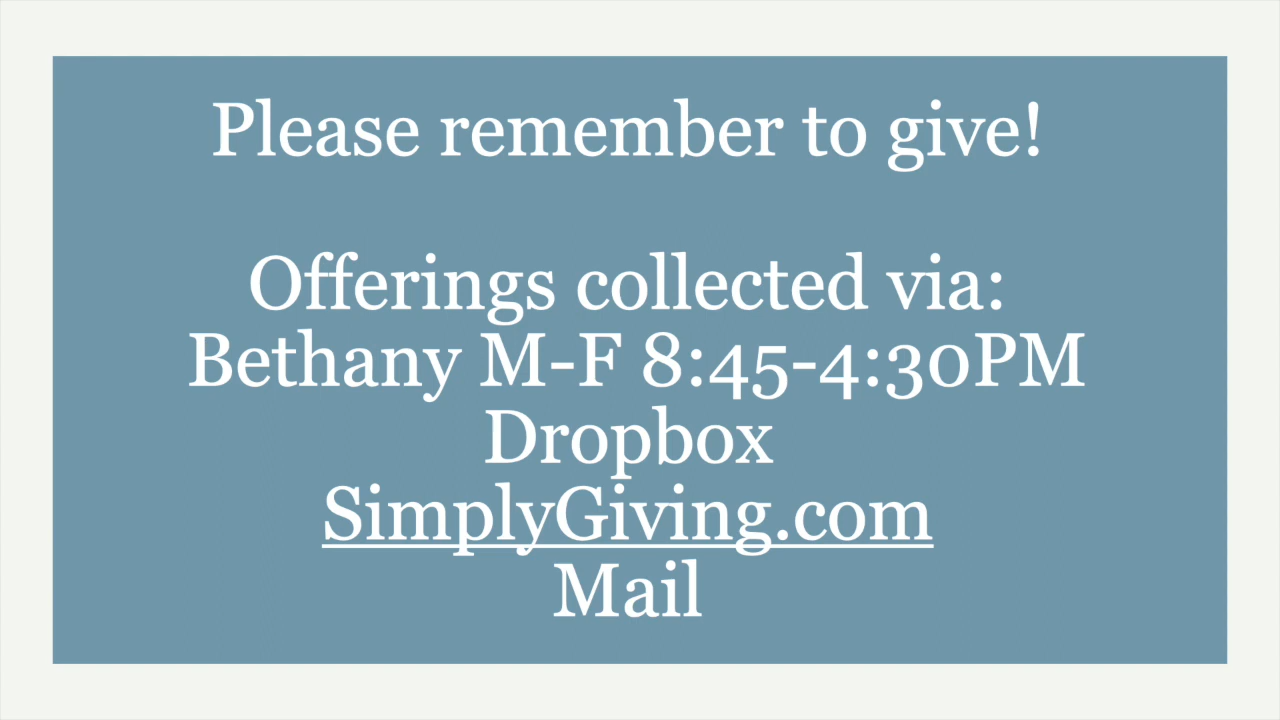 Please remember to give!
Offerings collected via:
Bethany M-F 8:45-4:30PM
Dropbox
SimplyGiving.com
Mail